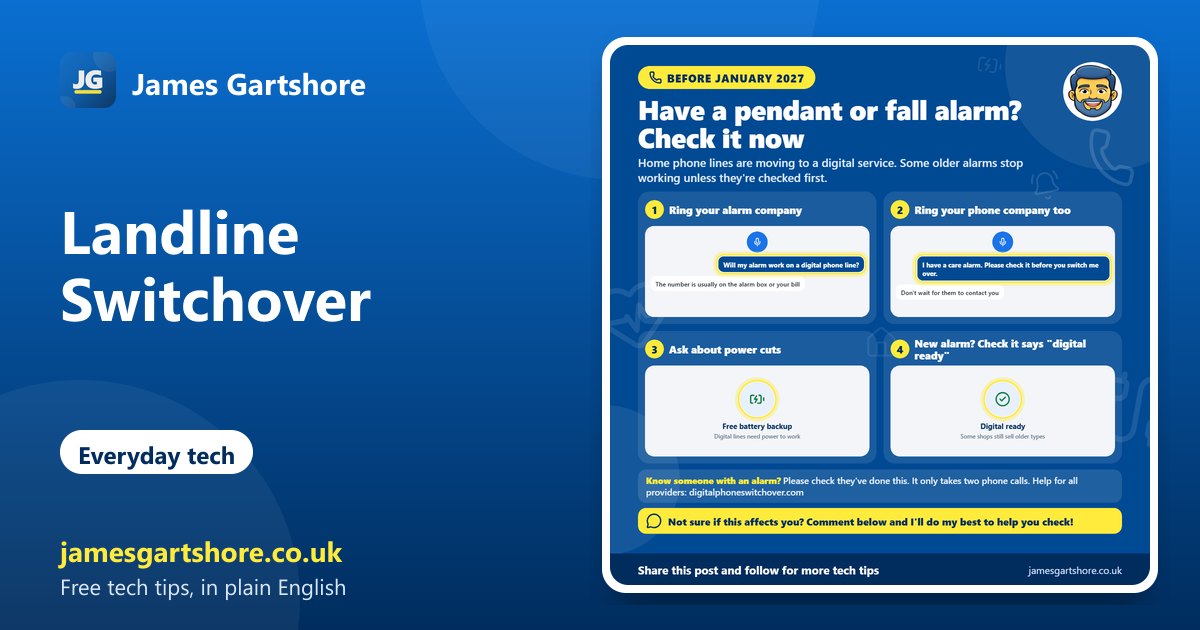 JG
James Gartshore
Landline
Switchover
Everyday tech
jamesgartshore.co.uk
Free tech tips, in plain English
BEFORE JANUARY 2027
Have a pendant or fall alarm?
Check it now
Home phone lines are moving to a digital service. Some older alarms stop
working unless they're checked first.
1 Ring your alarm company
Will my alarm work on a digital phone line?
The number is usually on the alarm box or your bill
2 Ring your phone company too
I have a care alarm. Please check it before you switch me
over.
Don't wait for them to contact you
3 Ask about power cuts
Free battery backup
Digital lines need power to work
4 New alarm? Check it says "digital
ready"
Digital ready
Some shops still sell older types
Know someone with an alarm? Please check they've done this. It only takes two phone calls. Help for all
providers: digitalphoneswitchover.com
Not sure if this affects you? Comment below and I'll do my best to help you check!
Share this post and follow for more tech tips
jamesgartshore.co.uk